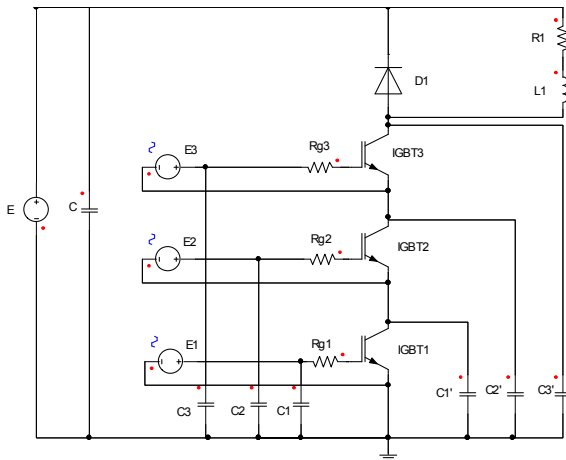 R1
D1
L1
E3
Rg3
IGBT3
E
C
E2
Rg2
IGBT2
E1
Rg1
IGBT1
C3
C2
C1
C1'
C2'
C3'